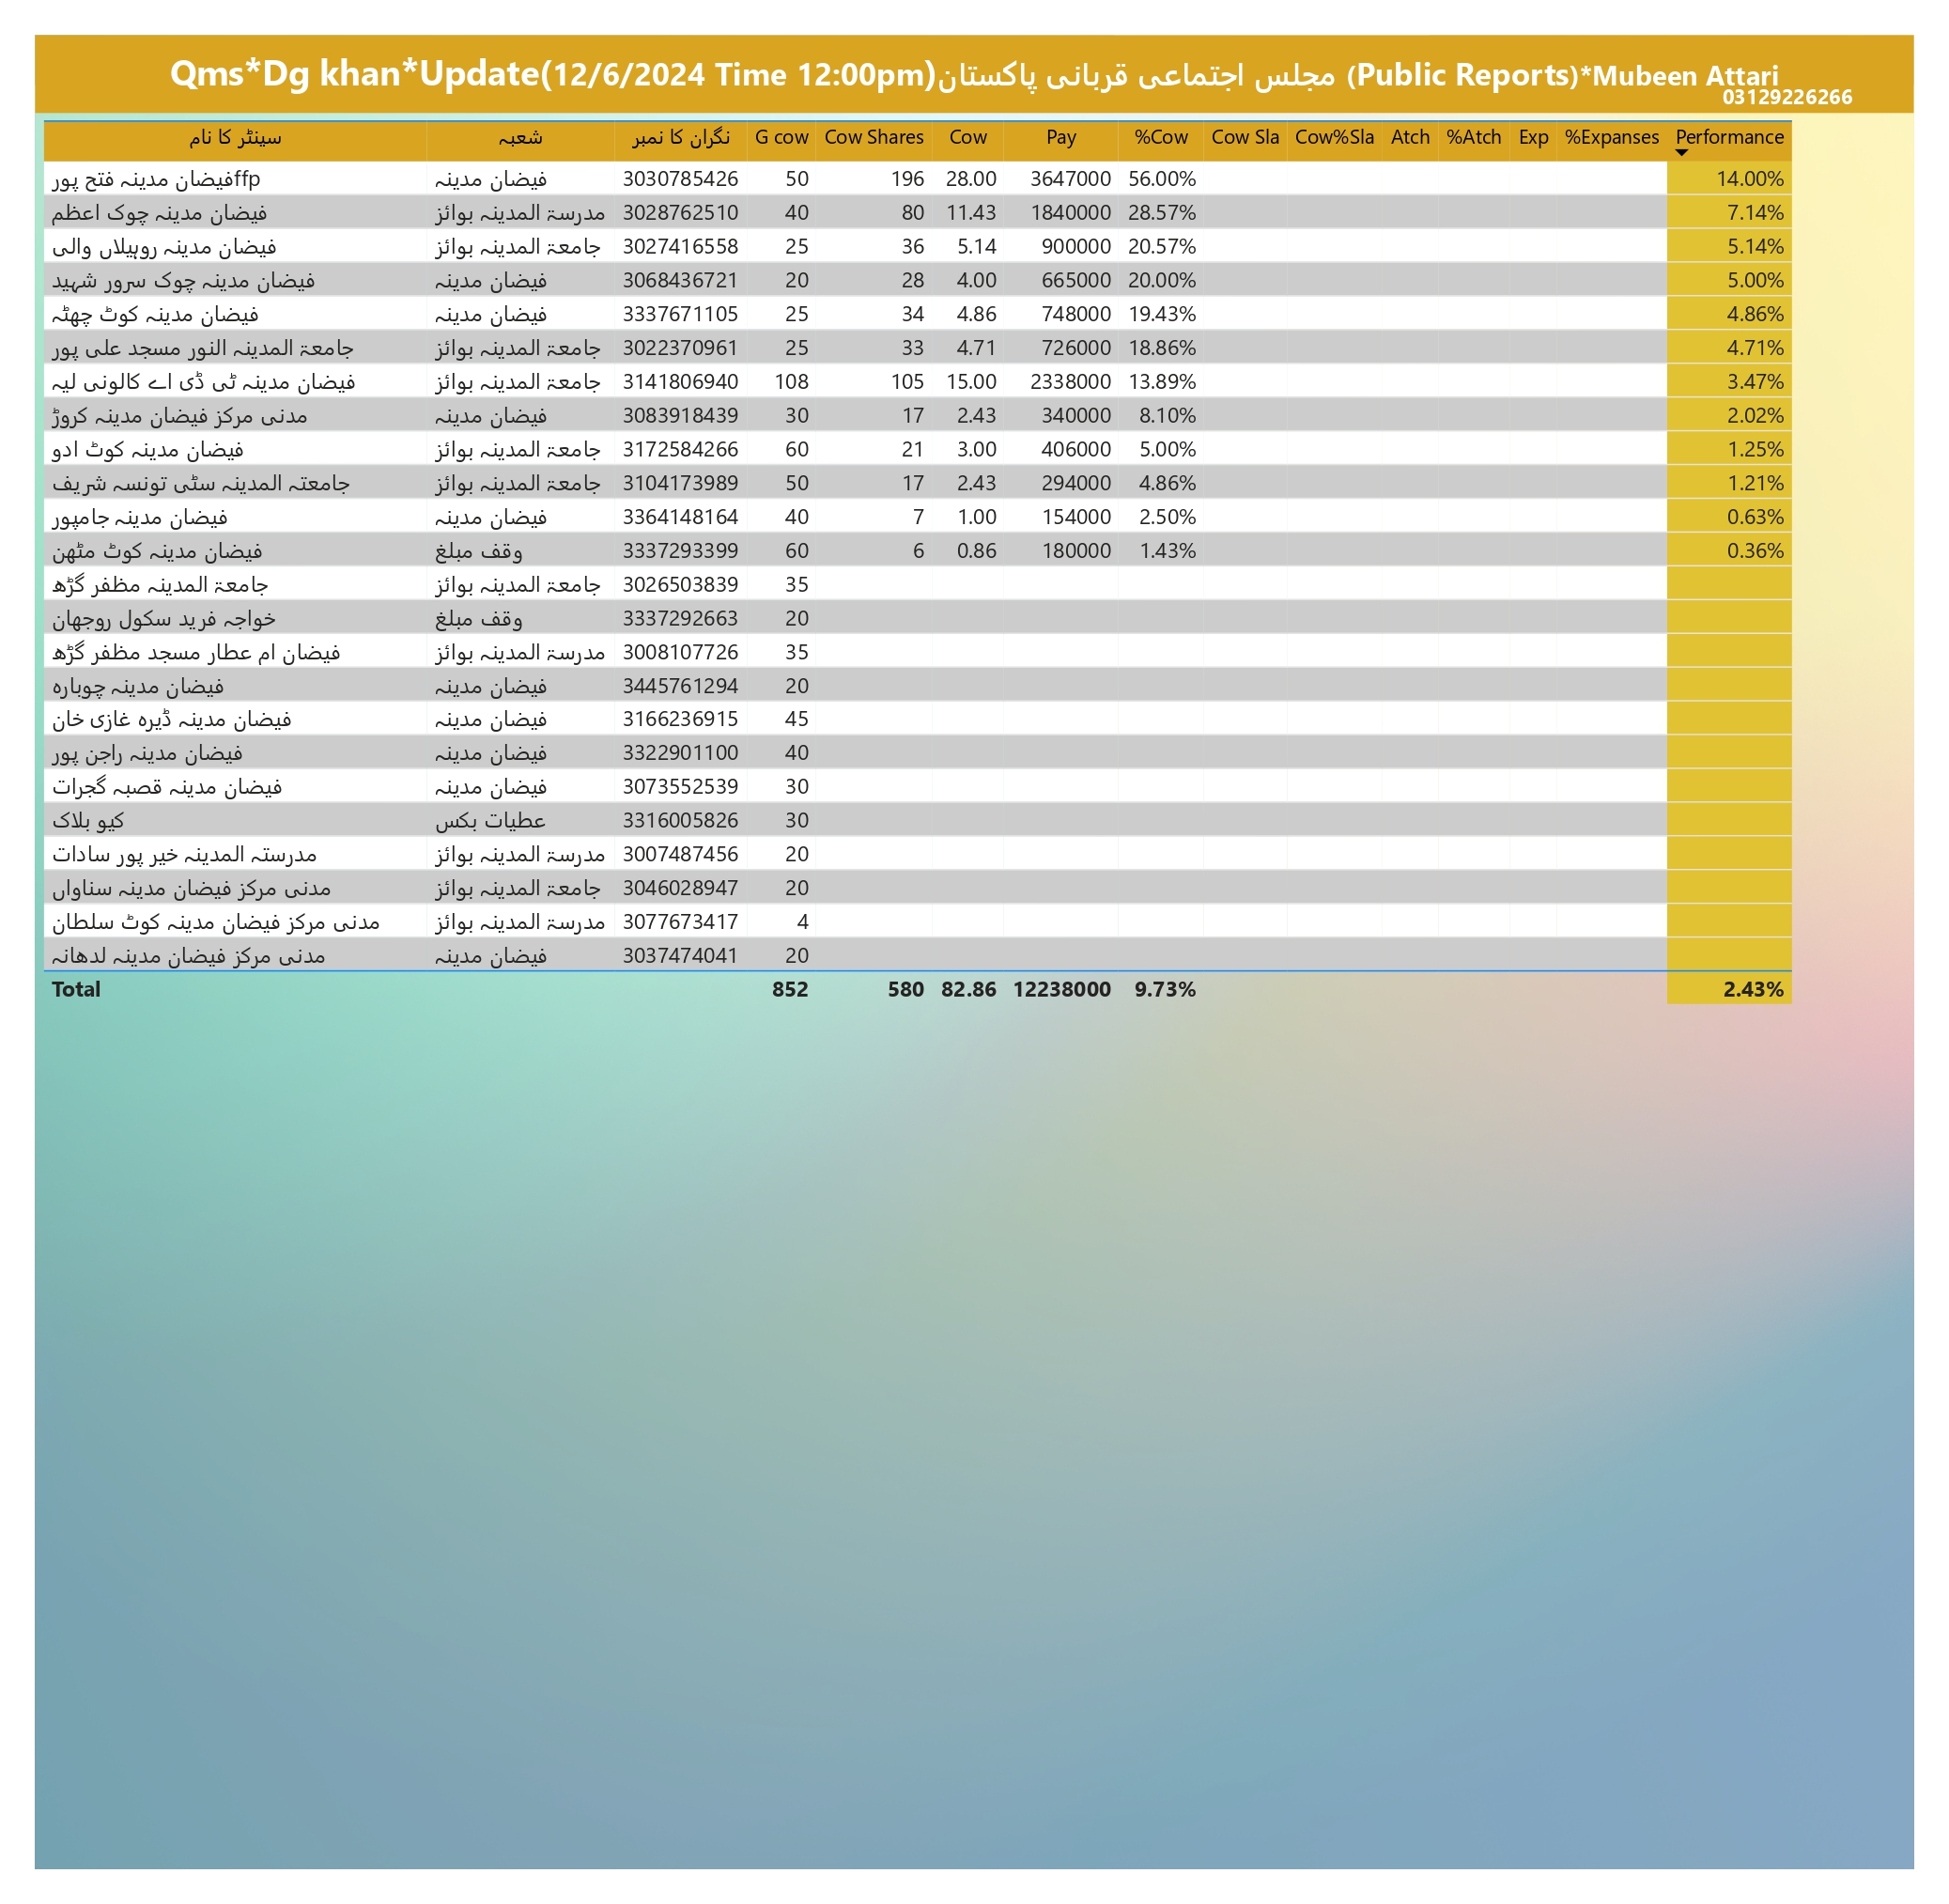 Qms*Dg khan*Update(12/6/2024 Time 12:00pm)مجلس اجتماعی قربانی پاکستان (Public Reports)*Mubeen Attari
03129226266
سینٹر کا نام شعبہ نگران کا نمبر G cow Cow Shares Cow Pay %Cow Cow Sla Cow%Sla Atch %Atch Exp %Expanses Performance
فیضان مدینہ فتح پورffp فیضان مدینہ 3030785426 50 196 28.00 3647000 56.00% 14.00%
فیضان مدینہ چوک اعظم مدرسۃ المدینہ بوائز 3028762510 40 80 11.43 1840000 28.57% 7.14%
فیضان مدینہ روہیلاں والی جامعۃ المدینہ بوائز 3027416558 25 36 5.14 900000 20.57% 5.14%
فیضان مدینہ چوک سرور شہید فیضان مدینہ 3068436721 20 28 4.00 665000 20.00% 5.00%
فیضان مدینہ کوٹ چھٹہ فیضان مدینہ 3337671105 25 34 4.86 748000 19.43% 4.86%
جامعۃ المدینہ النور مسجد علی پور جامعۃ المدینہ بوائز 3022370961 25 33 4.71 726000 18.86% 4.71%
فیضان مدینہ ٹی ڈی اے کالونی لیہ جامعۃ المدینہ بوائز 3141806940 108 105 15.00 2338000 13.89% 3.47%
مدنی مرکز فیضان مدینہ کروڑ فیضان مدینہ 3083918439 30 17 2.43 340000 8.10% 2.02%
فیضان مدینہ کوٹ ادو جامعۃ المدینہ بوائز 3172584266 60 21 3.00 406000 5.00% 1.25%
جامعتہ المدینہ سٹی تونسہ شریف جامعۃ المدینہ بوائز 3104173989 50 17 2.43 294000 4.86% 1.21%
فیضان مدینہ جامپور فیضان مدینہ 3364148164 40 7 1.00 154000 2.50% 0.63%
فیضان مدینہ کوٹ مٹھن وقف مبلغ 3337293399 60 6 0.86 180000 1.43% 0.36%
جامعۃ المدینہ مظفر گڑھ جامعۃ المدینہ بوائز 3026503839 35
خواجہ فرید سکول روجھان وقف مبلغ 3337292663 20
فیضان ام عطار مسجد مظفر گڑھ مدرسۃ المدینہ بوائز 3008107726 35
فیضان مدینہ چوبارہ فیضان مدینہ 3445761294 20
فیضان مدینہ ڈیرہ غازی خان فیضان مدینہ 3166236915 45
فیضان مدینہ راجن پور فیضان مدینہ 3322901100 40
فیضان مدینہ قصبہ گجرات فیضان مدینہ 3073552539 30
کیو بلاک عطیات بکس 3316005826 30
مدرستہ المدینہ خیر پور سادات مدرسۃ المدینہ بوائز 3007487456 20
مدنی مرکز فیضان مدینہ سناواں جامعۃ المدینہ بوائز 3046028947 20
مدنی مرکز فیضان مدینہ کوٹ سلطان مدرسۃ المدینہ بوائز 3077673417 4
مدنی مرکز فیضان مدینہ لدھانہ فیضان مدینہ 3037474041 20
Total 852 580 82.86 12238000 9.73% 2.43%